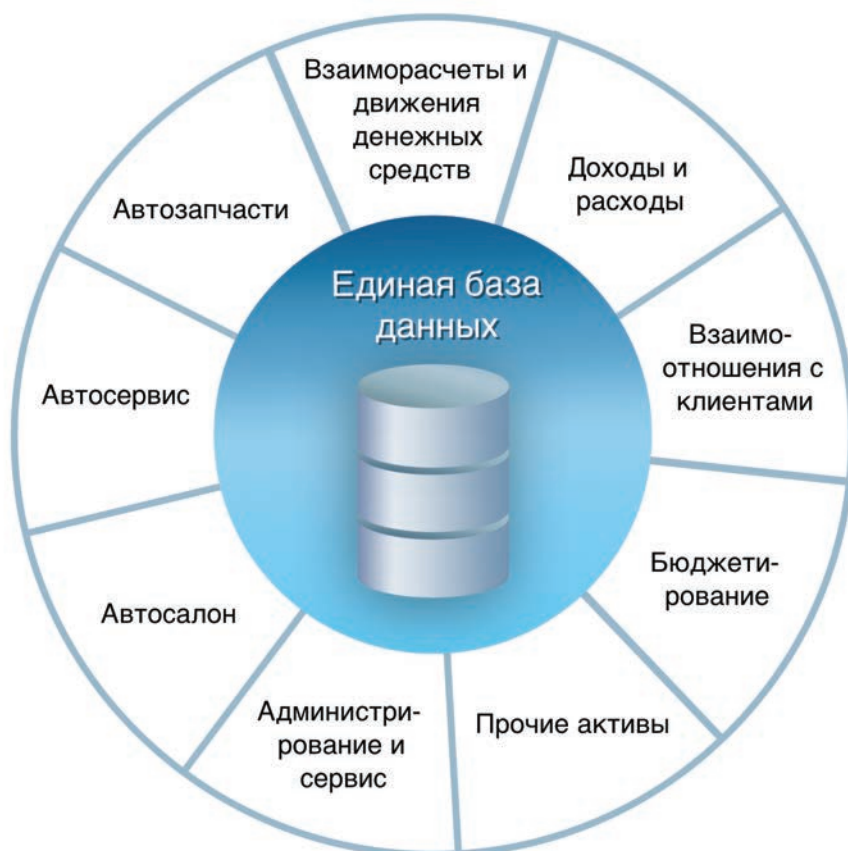 Взаиморасчеты и
движения
денежных
средств
Доходы и
расходы
Взаимо-
отношения с
клиентами
Бюджети-
рование
Прочие активы
Администри-
рование и
сервис
Автосалон
Автосервис
Автозапчасти
Единая база
данных